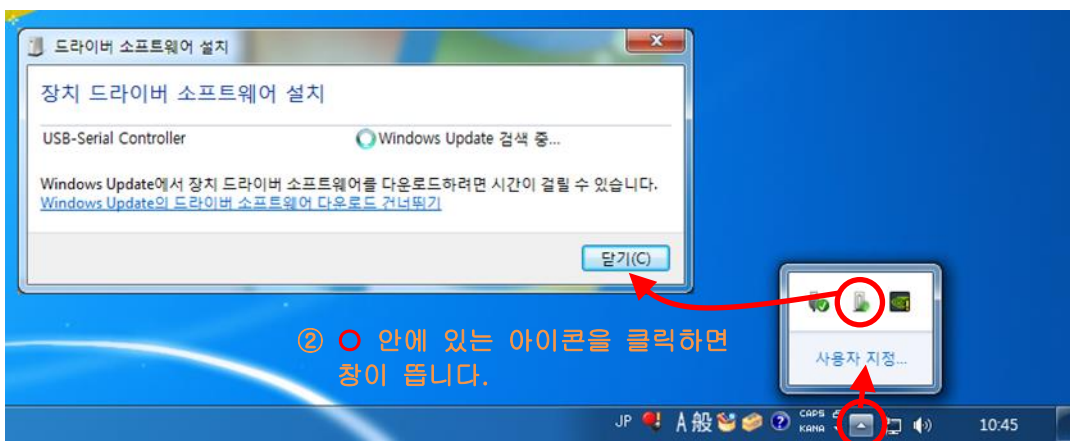 드라이버 소프트웨어 설치
장치 드라이버 소프트웨어 설치
USB-Serial Controller
Windows Update 검색 중...
Windows Update에서 장치 드라이버 소프트웨어를 다운로드하려면 시간이 걸릴 수 있습니다.
Windows Update의 드라이버 소프트웨어 다운로드 건너뛰기
닫기(C)
② O 안에 있는 아이콘을 클릭하면
창이 뜹니다.
사용자 지정...
JP A 般 CAPS
KANA
10:45